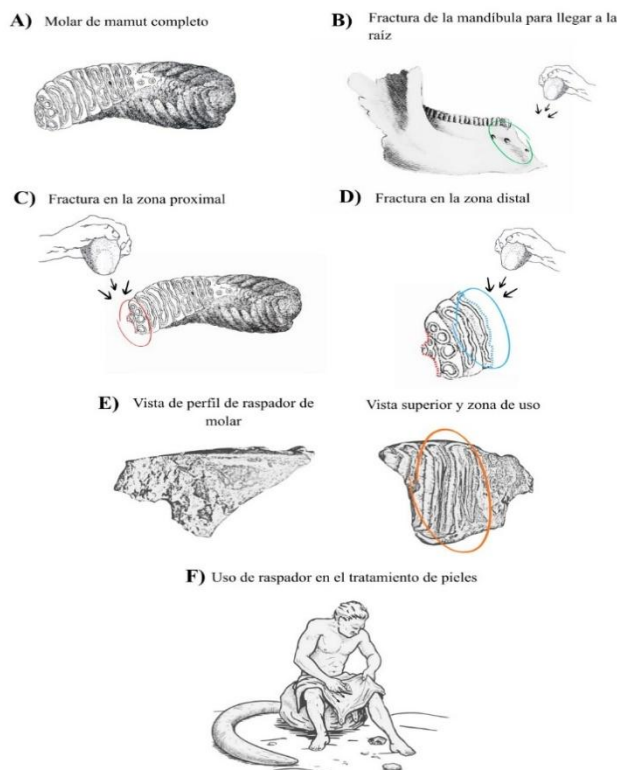 A) Molar de mamut completo
B) Fractura de la mandíbula para llegar a la
raíz
C) Fractura en la zona proximal
D) Fractura en la zona distal
E) Vista de perfil de raspador de
molar
Vista superior y zona de uso
F) Uso de raspador en el tratamiento de pieles